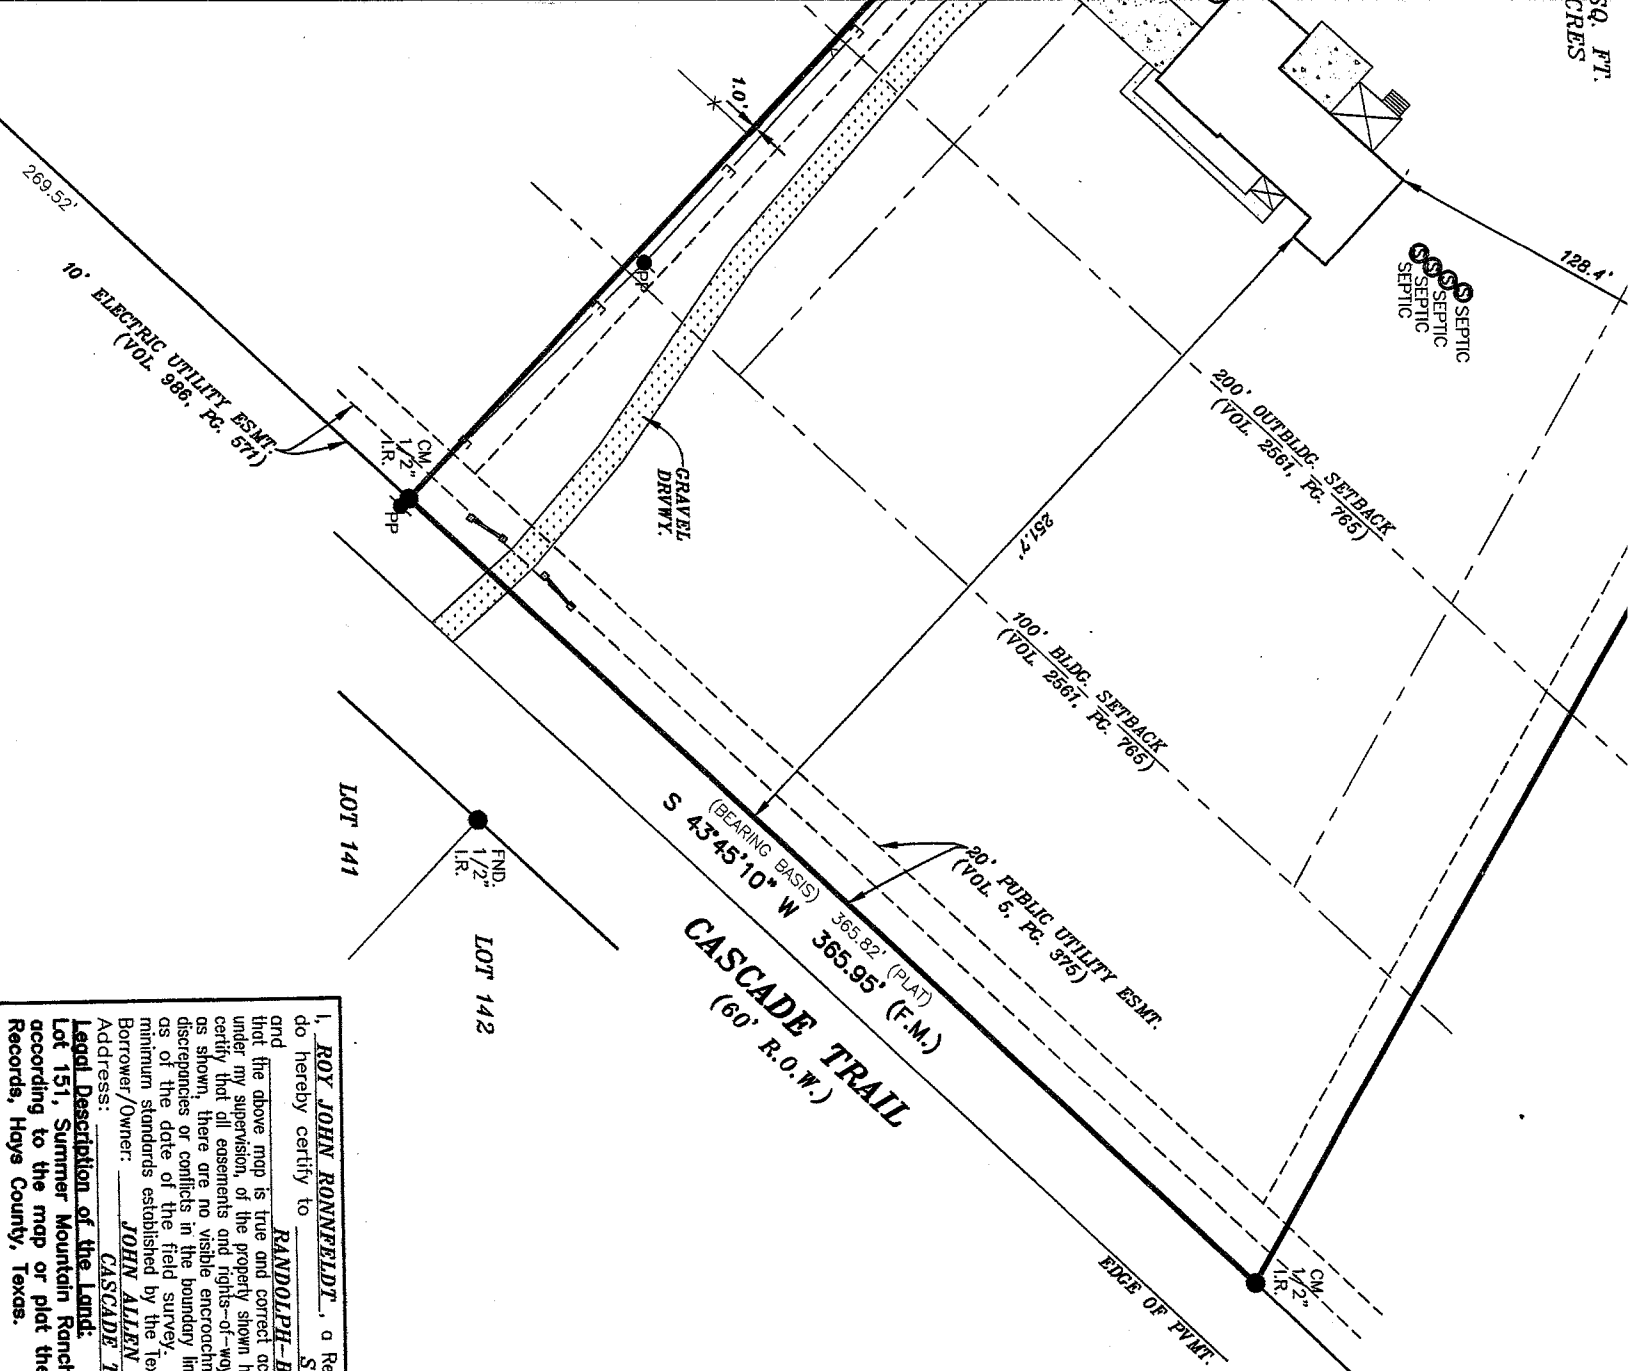 SQ. FT.
CRES
1.0'
269.52'
10' ELECTRIC UTILITY ESMT.
(VOL. 986, PG. 571)
PP
CM
1/2"
I.R.
PP
GRAVEL
DRVWY.
128.4'
S SEPTIC
S SEPTIC
S SEPTIC
S SEPTIC
200' OUTBLDG. SETBACK
(VOL. 2561, PG. 765)
251.7'
100' BLDG. SETBACK
(VOL. 2561, PG. 765)
20' PUBLIC UTILITY ESMT.
(VOL. 5, PG. 375)
(BEARING BASIS) 365.82' (PLAT)
S 43°45'10" W 365.95' (F.M.)
CASCADE TRAIL
(60' R.O.W.)
EDGE OF PVMT.
CM
1/2"
I.R.
FND.
1/2"
I.R.
LOT 141
LOT 142
I, ROY JOHN RONNFELDT, a Re
do hereby certify to S
and RANDOLPH-B
that the above map is true and correct ac
under my supervision, of the property shown h
certify that all easements and rights-of-way
as shown, there are no visible encroachm
discrepancies or conflicts in the boundary lin
as of the date of the field survey.
minimum standards established by the Tex
Borrower/Owner: JOHN ALLEN
Address: CASCADE T
Legal Description of the Land:
Lot 151, Summer Mountain Ranch
according to the map or plat the
Records, Hays County, Texas.